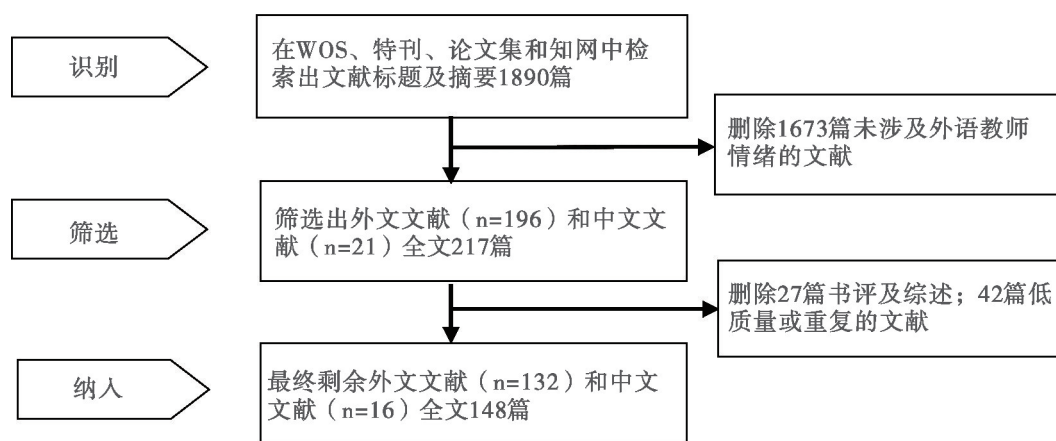 识别
在WOS、特刊、论文集和知网中检
索出文献标题及摘要1890篇
删除1673篇未涉及外语教师
情绪的文献
筛选
筛选出外文文献（n=196）和中文文
献（n=21）全文217篇
删除27篇书评及综述；42篇低
质量或重复的文献
纳入
最终剩余外文文献（n=132）和中文
文献（n=16）全文148篇